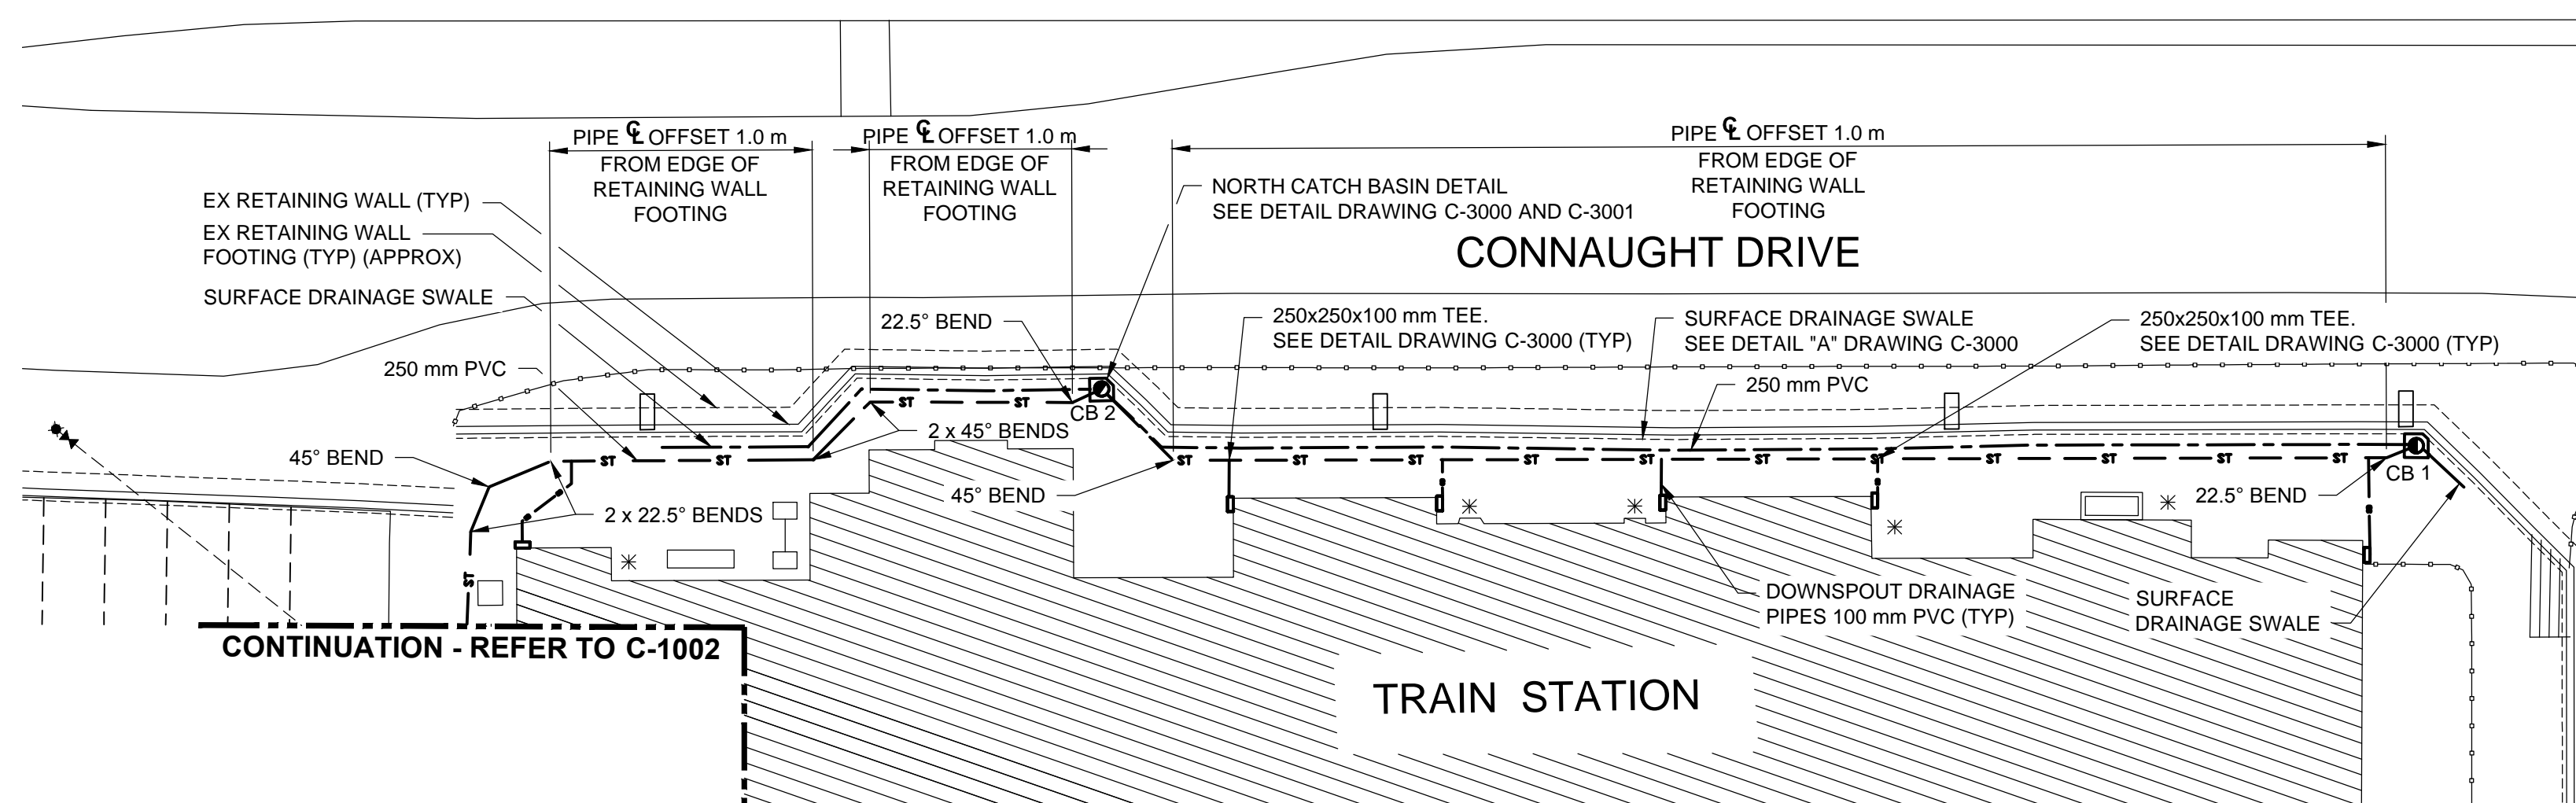 PIPE ℄ OFFSET 1.0 m
FROM EDGE OF
RETAINING WALL
FOOTING
PIPE ℄ OFFSET 1.0 m
FROM EDGE OF
RETAINING WALL
FOOTING
PIPE ℄ OFFSET 1.0 m
FROM EDGE OF
RETAINING WALL
FOOTING
EX RETAINING WALL (TYP)
EX RETAINING WALL
FOOTING (TYP) (APPROX)
SURFACE DRAINAGE SWALE
250 mm PVC
NORTH CATCH BASIN DETAIL
SEE DETAIL DRAWING C-3000 AND C-3001
CONNAUGHT DRIVE
22.5° BEND
250x250x100 mm TEE.
SEE DETAIL DRAWING C-3000 (TYP)
SURFACE DRAINAGE SWALE
SEE DETAIL "A" DRAWING C-3000
250x250x100 mm TEE.
SEE DETAIL DRAWING C-3000 (TYP)
250 mm PVC
CB 2
ST
ST
2 x 45° BENDS
45° BEND
ST
ST
ST
ST
ST
ST
ST
ST
ST
ST
ST
ST
ST
CB 1
45° BEND
22.5° BEND
2 x 22.5° BENDS
S
S
S
S
S
ST
DOWNSPOUT DRAINAGE
PIPES 100 mm PVC (TYP)
SURFACE
DRAINAGE SWALE
CONTINUATION - REFER TO C-1002
TRAIN STATION